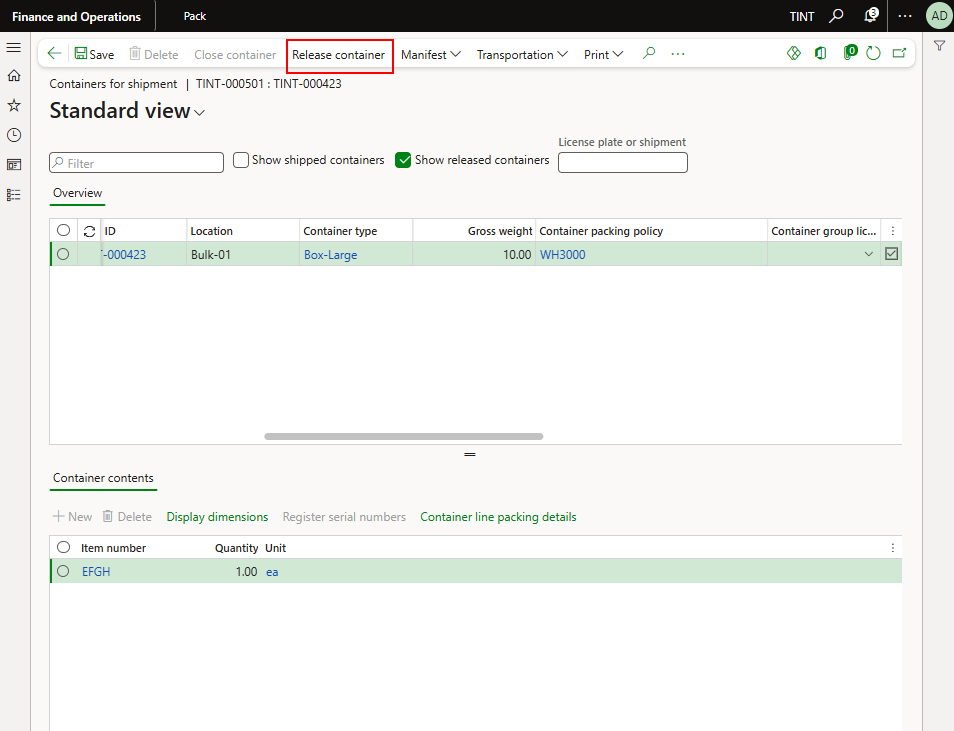 Finance and Operations
Pack
TINT
3
AD
Save
Delete
Close container
Release container
Manifest
Transportation
Print
0
Containers for shipment | TINT-000501 : TINT-000423
Standard view
Filter
Show shipped containers
Show released containers
License plate or shipment
Overview
ID Location Container type Gross weight Container packing policy Container group lic...
-000423 Bulk-01 Box-Large 10.00 WH3000
Container contents
New Delete Display dimensions Register serial numbers Container line packing details
Item number Quantity Unit
EFGH 1.00 ea